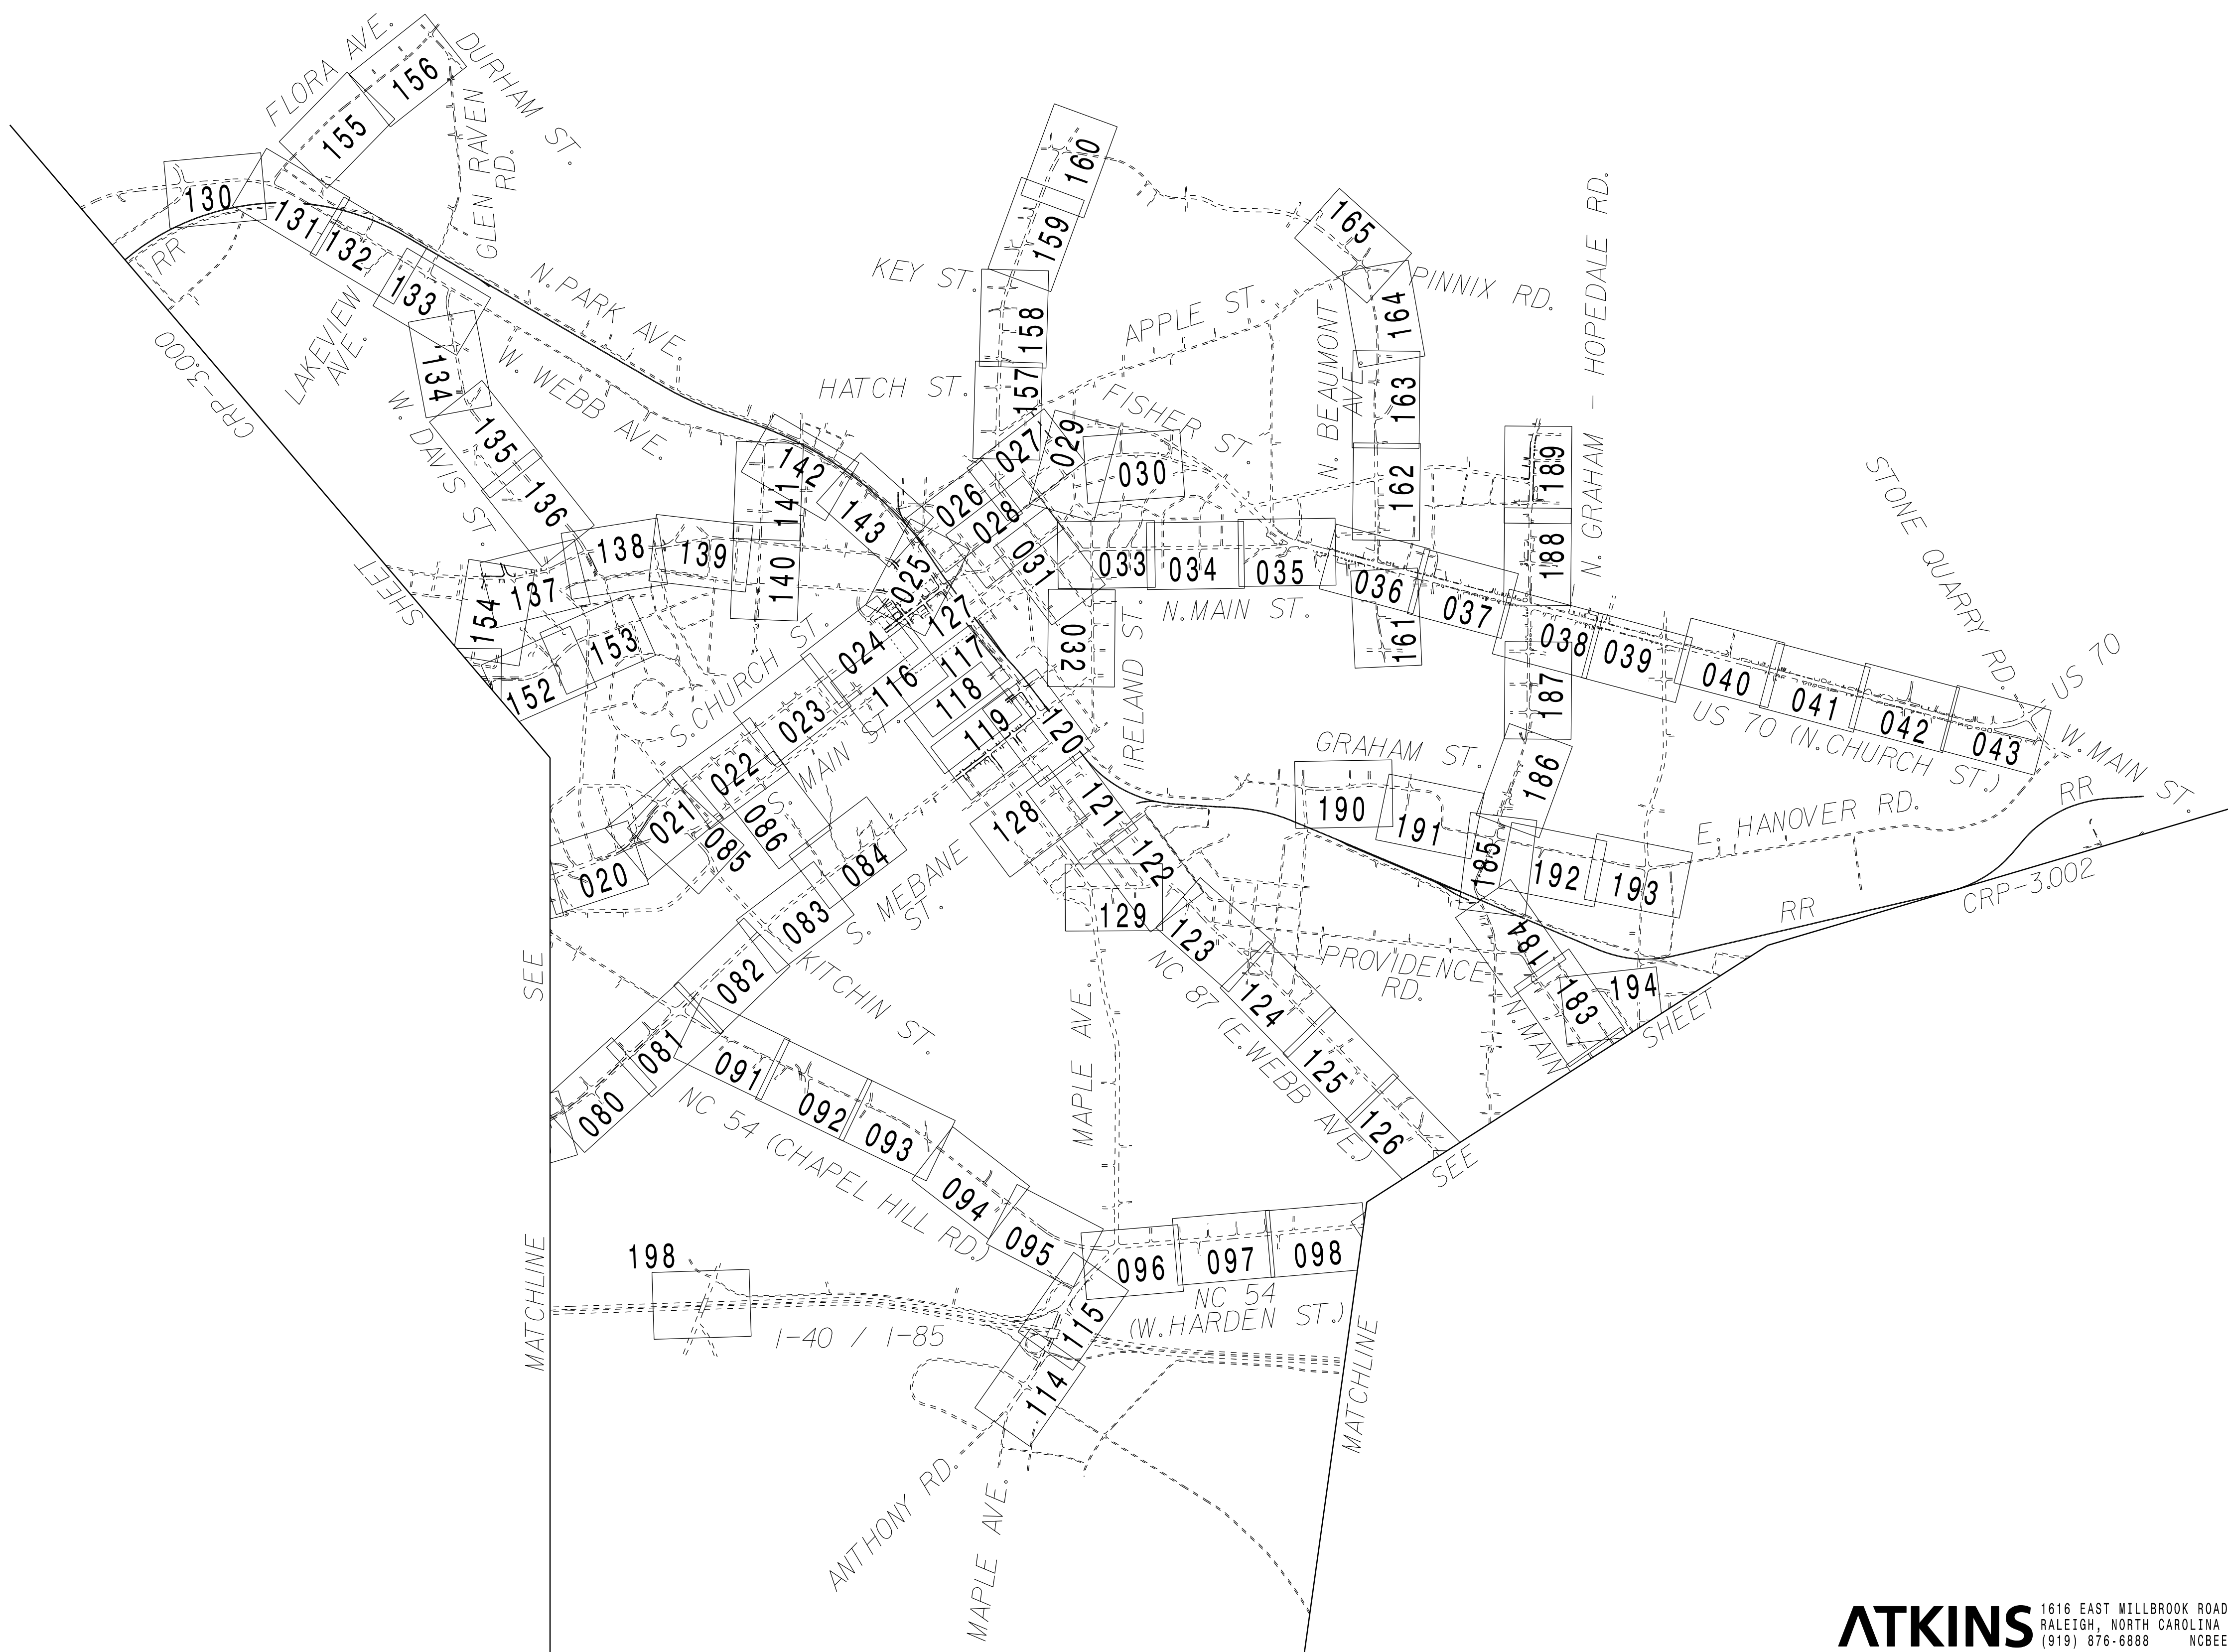 FLORA AVE.
DURHAM ST.
156
155
GLEN RAVEN
RD.
130
131
132
133
RR
LAKEVIEW
AVE.
N. PARK AVE.
W. WEBB AVE.
134
135
136
W. DAVIS ST.
CRP-3.000
SHEET
SEE
MATCHLINE
160
159
KEY ST.
158
HATCH ST.
157
APPLE ST.
FISHER ST.
165
PINNIX RD.
164
163
162
N. BEAUMONT
AVE.
N. GRAHAM - HOPEDALE RD.
189
188
142
141
143
140
139
138
137
154
153
152
026
027
028
029
030
031
025
127
032
033
034
035
N. MAIN ST.
IRELAND ST.
036
161
037
038
039
040
041
042
043
US 70 (N. CHURCH ST.)
STONE QUARRY RD.
US 70
W. MAIN ST.
RR
S. CHURCH ST.
024
023
022
021
020
116
117
118
119
120
S. MAIN ST.
085
086
084
083
082
081
080
S. MEBANE
ST.
KITCHIN ST.
128
121
122
129
123
124
125
126
NC 87 (E. WEBB AVE.)
PROVIDENCE
RD.
GRAHAM ST.
190
191
187
186
185
192
193
E. HANOVER RD.
184
183
194
N. MAIN
RR
CRP-3.002
SHEET
SEE
MATCHLINE
MAPLE AVE.
091
092
093
094
095
NC 54 (CHAPEL HILL RD.)
096
097
098
NC 54
(W. HARDEN ST.)
198
I-40 / I-85
115
114
ANTHONY RD.
MAPLE AVE.
ATKINS
1616 EAST MILLBROOK ROAD
RALEIGH, NORTH CAROLINA
(919) 876-6888 NCBEE